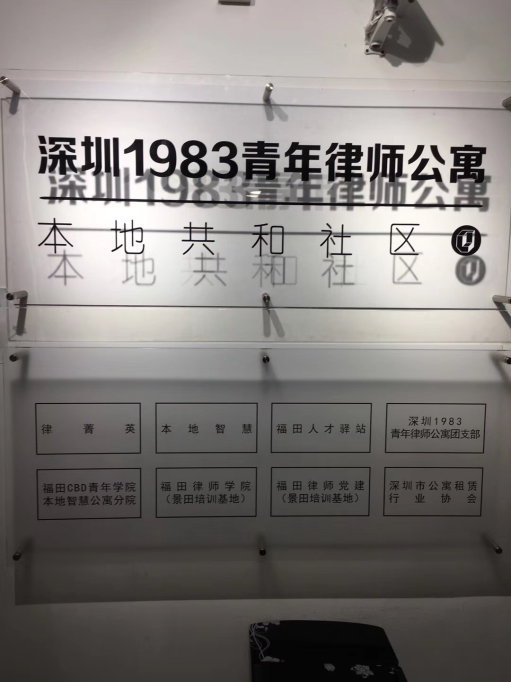 深圳1983青年律师公寓
本地共和社区
律菁英
本地智慧
福田人才驿站
深圳1983
青年律师公寓团支部
福田CBD青年学院
本地智慧公寓分院
福田律师学院
(景田培训基地)
福田律师党建
(景田培训基地)
深圳市公寓租赁
行业协会